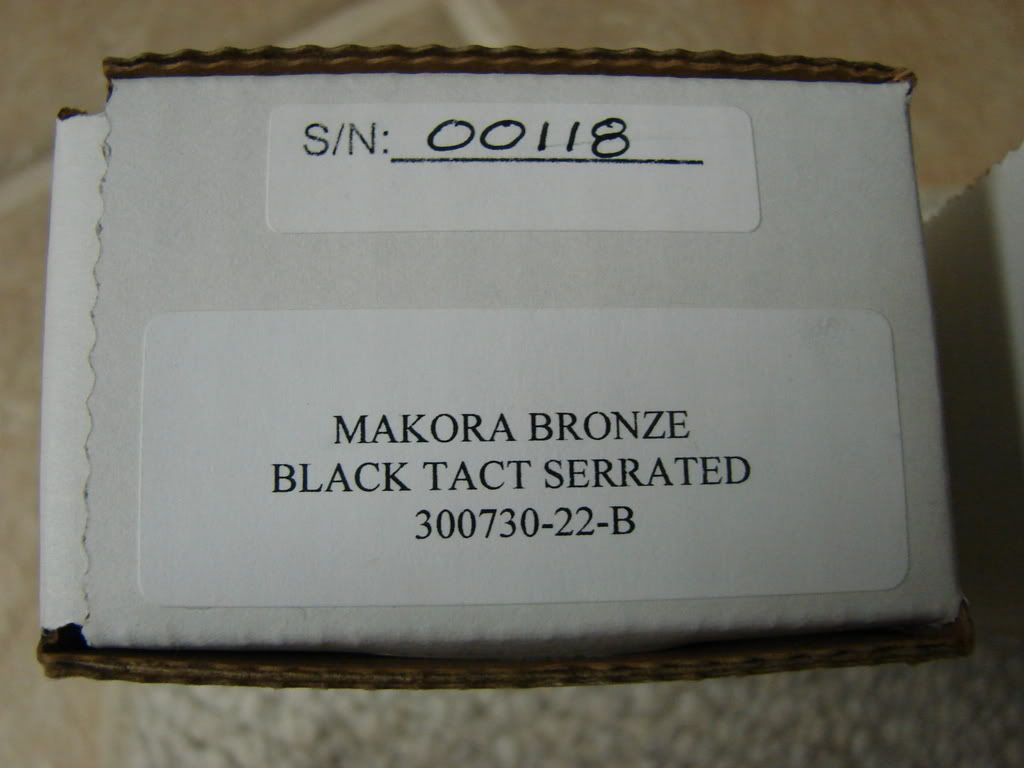 S/N: 00118
MAKORA BRONZE
BLACK TACT SERRATED
300730-22-B